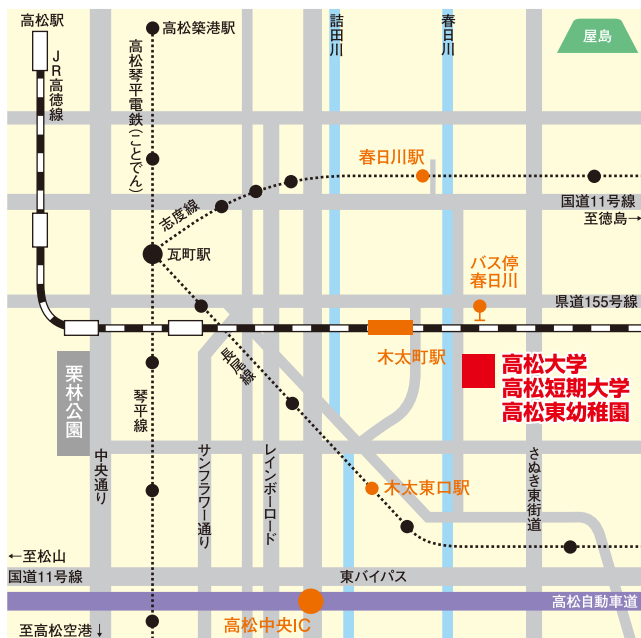 高松駅
JR高徳線
高松築港駅
高松琴平電鉄(ことでん)
詰田川
春日川
屋島
春日川駅
志度線
国道11号線
至徳島→
瓦町駅
バス停
春日川
県道155号線
木太町駅
長尾線
高松大学
高松短期大学
高松東幼稚園
栗林公園
琴平線
中央通り
サンフラワー通り
レインボーロード
木太東口駅
さぬき東街道
←至松山
国道11号線
東バイパス
高松自動車道
高松中央IC
至高松空港↓